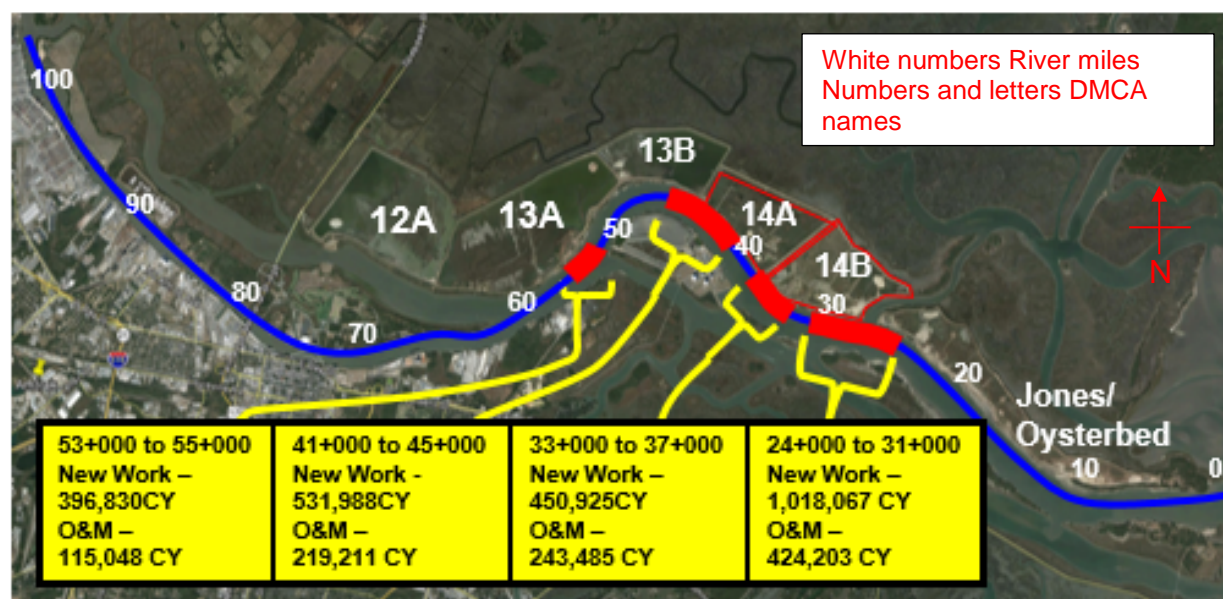 White numbers River miles
Numbers and letters DMCA
names
100
13B
90
12A
13A
50
14A
40
14B
N
80
60
30
70
20
Jones/
Oysterbed
10
0
53+000 to 55+000
New Work –
396,830CY
O&M –
115,048 CY
41+000 to 45+000
New Work -
531,988CY
O&M –
219,211 CY
33+000 to 37+000
New Work –
450,925CY
O&M –
243,485 CY
24+000 to 31+000
New Work –
1,018,067 CY
O&M –
424,203 CY